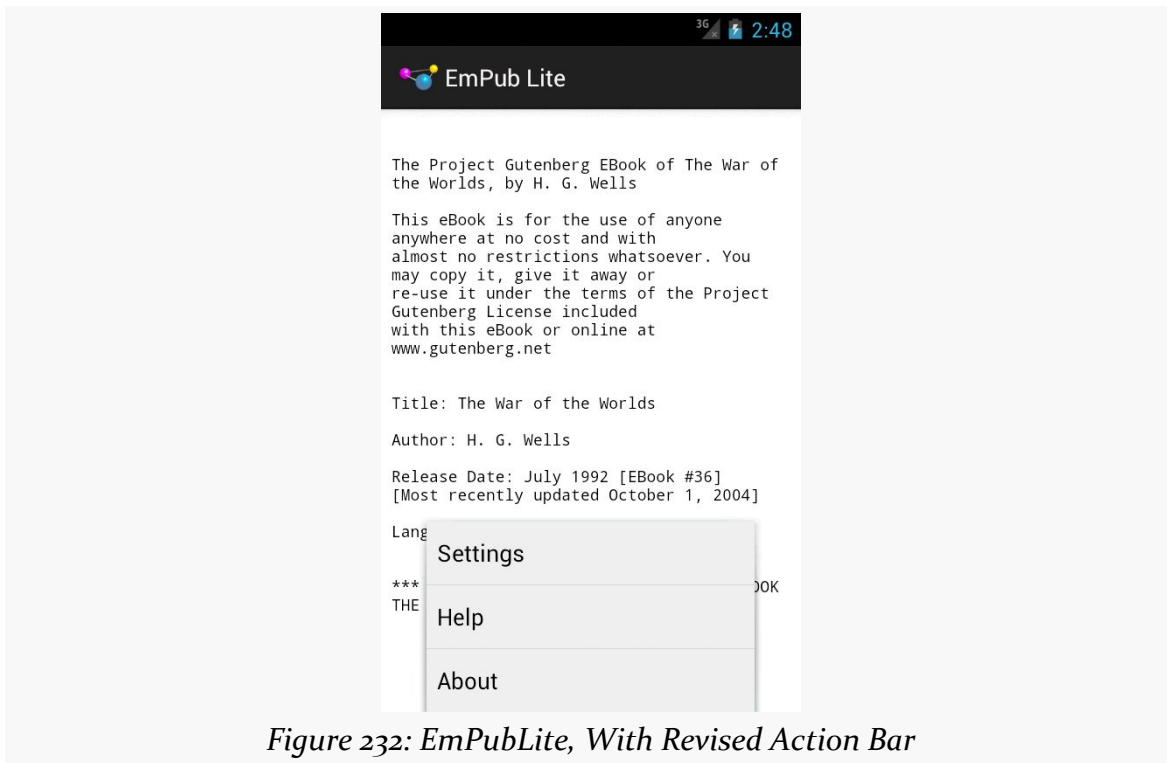 3G 2:48
EmPub Lite
The Project Gutenberg EBook of The War of
the Worlds, by H. G. Wells
This eBook is for the use of anyone
anywhere at no cost and with
almost no restrictions whatsoever. You
may copy it, give it away or
re-use it under the terms of the Project
Gutenberg License included
with this eBook or online at
www.gutenberg.net
Title: The War of the Worlds
Author: H. G. Wells
Release Date: July 1992 [EBook #36]
[Most recently updated October 1, 2004]
Lang
Settings
***
THE
Help
About
Figure 232: EmPubLite, With Revised Action Bar